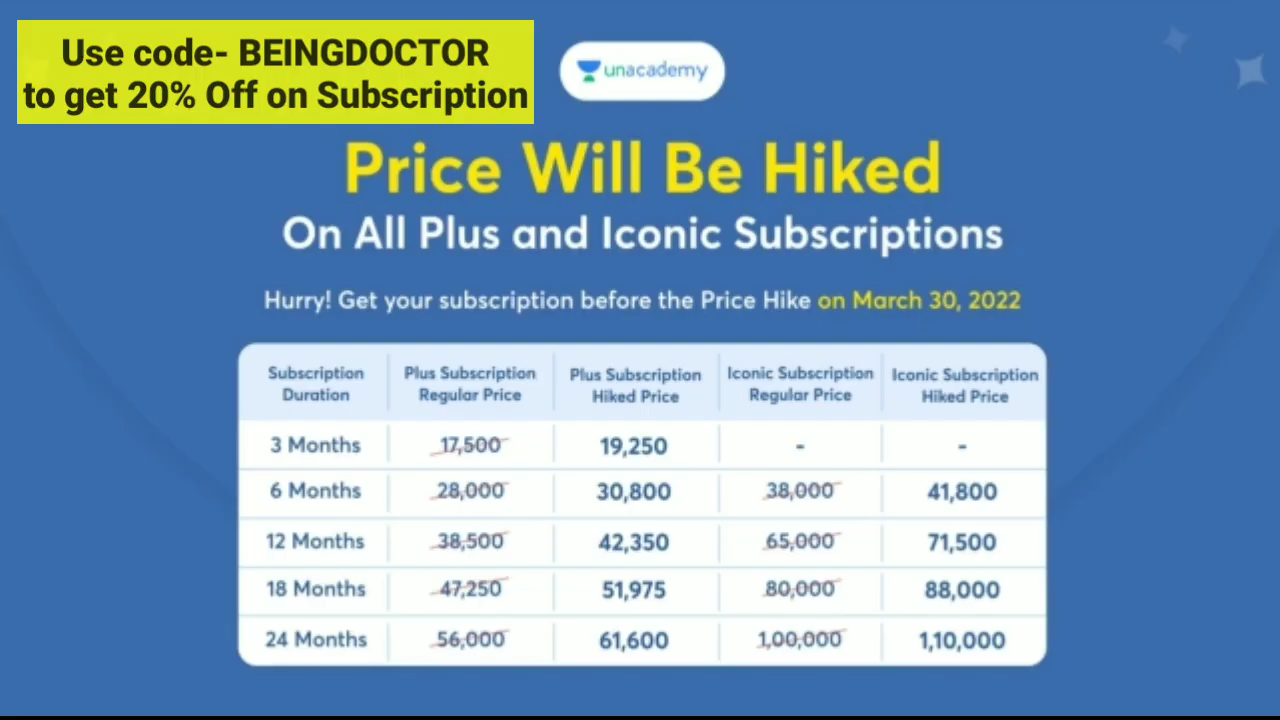 Use code- BEINGDOCTOR
to get 20% Off on Subscription
unacademy
Price Will Be Hiked
On All Plus and Iconic Subscriptions
Hurry! Get your subscription before the Price Hike on March 30, 2022
Subscription Duration Plus Subscription Regular Price Plus Subscription Hiked Price Iconic Subscription Regular Price Iconic Subscription Hiked Price
3 Months 17,500 19,250 - -
6 Months 28,000 30,800 38,000 41,800
12 Months 38,500 42,350 65,000 71,500
18 Months 47,250 51,975 80,000 88,000
24 Months 56,000 61,600 1,00,000 1,10,000